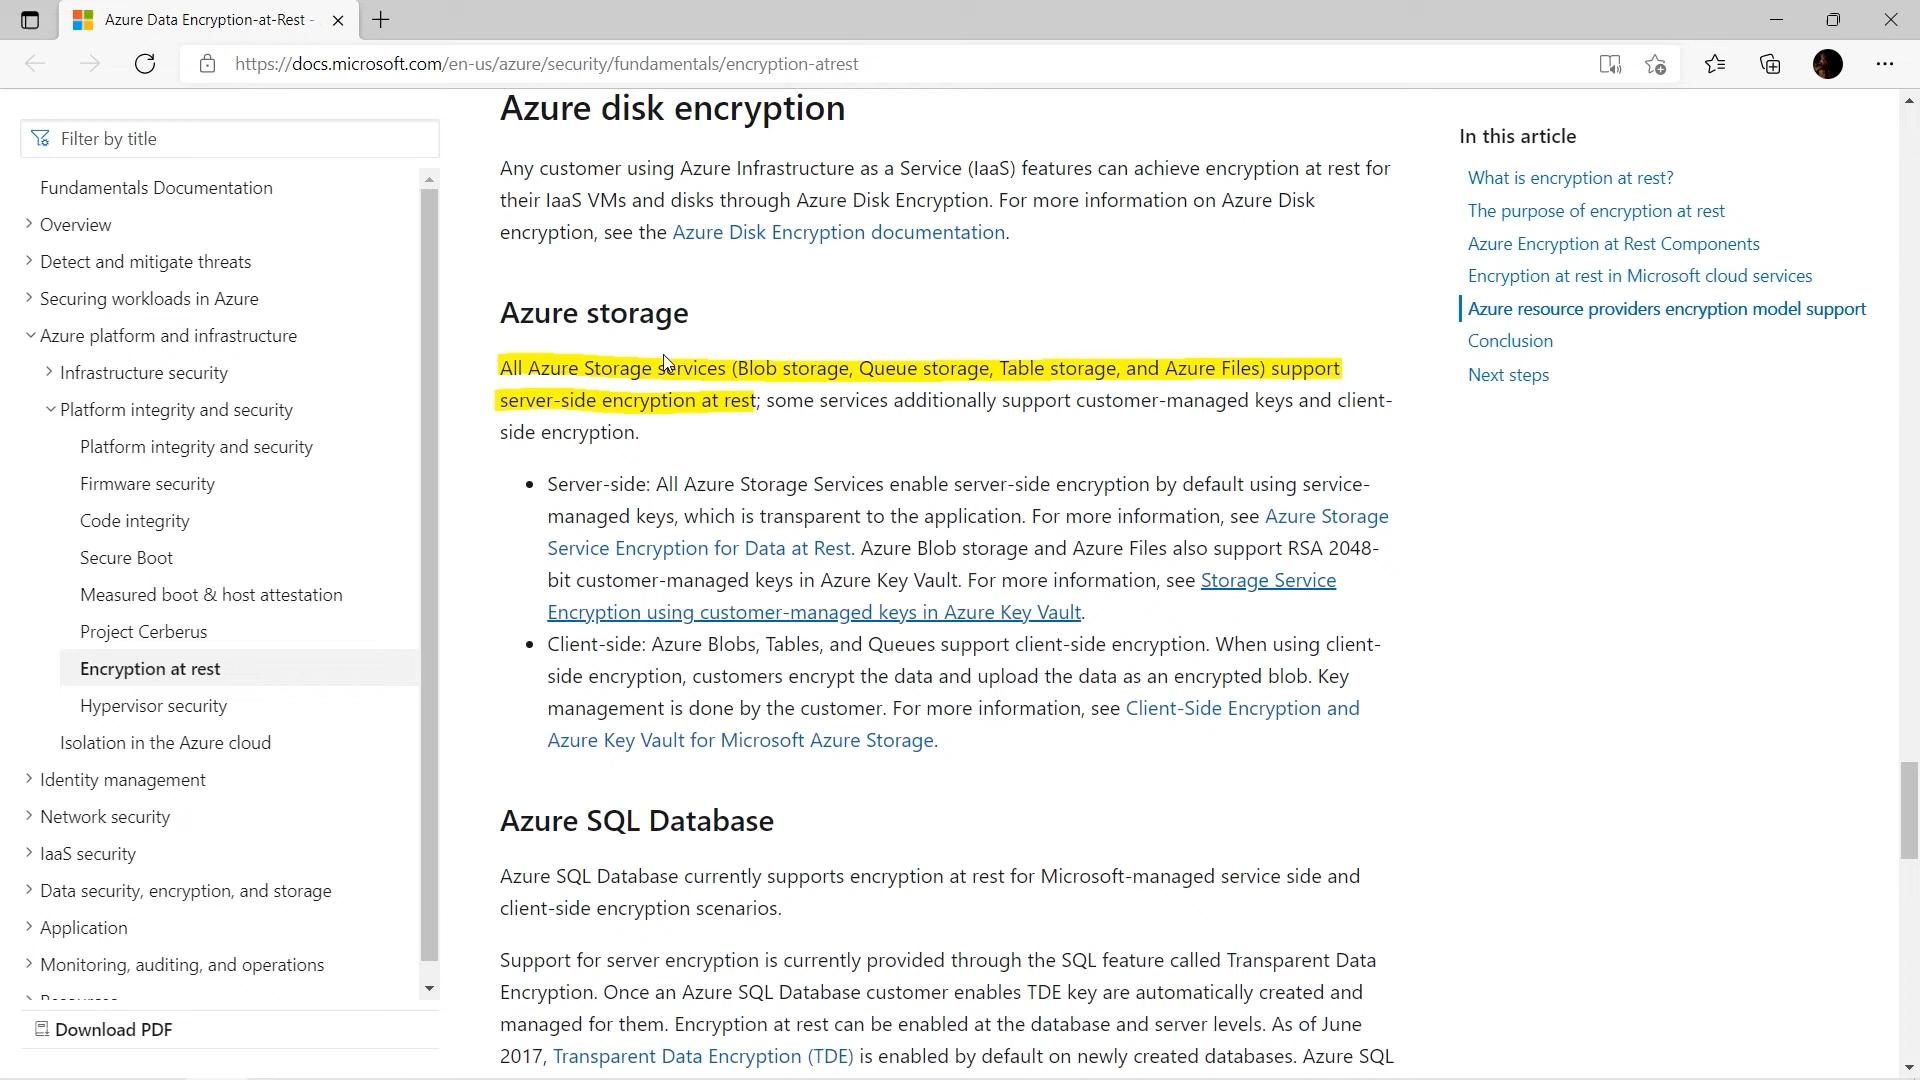 Azure Data Encryption-at-Rest -
https://docs.microsoft.com/en-us/azure/security/fundamentals/encryption-atrest
Filter by title
Fundamentals Documentation
Overview
Detect and mitigate threats
Securing workloads in Azure
Azure platform and infrastructure
Infrastructure security
Platform integrity and security
Platform integrity and security
Firmware security
Code integrity
Secure Boot
Measured boot & host attestation
Project Cerberus
Encryption at rest
Hypervisor security
Isolation in the Azure cloud
Identity management
Network security
IaaS security
Data security, encryption, and storage
Application
Monitoring, auditing, and operations
Download PDF
Azure disk encryption
Any customer using Azure Infrastructure as a Service (IaaS) features can achieve encryption at rest for
their IaaS VMs and disks through Azure Disk Encryption. For more information on Azure Disk
encryption, see the Azure Disk Encryption documentation.
Azure storage
All Azure Storage services (Blob storage, Queue storage, Table storage, and Azure Files) support
server-side encryption at rest; some services additionally support customer-managed keys and client-
side encryption.
• Server-side: All Azure Storage Services enable server-side encryption by default using service-
managed keys, which is transparent to the application. For more information, see Azure Storage
Service Encryption for Data at Rest. Azure Blob storage and Azure Files also support RSA 2048-
bit customer-managed keys in Azure Key Vault. For more information, see Storage Service
Encryption using customer-managed keys in Azure Key Vault.
• Client-side: Azure Blobs, Tables, and Queues support client-side encryption. When using client-
side encryption, customers encrypt the data and upload the data as an encrypted blob. Key
management is done by the customer. For more information, see Client-Side Encryption and
Azure Key Vault for Microsoft Azure Storage.
Azure SQL Database
Azure SQL Database currently supports encryption at rest for Microsoft-managed service side and
client-side encryption scenarios.
Support for server encryption is currently provided through the SQL feature called Transparent Data
Encryption. Once an Azure SQL Database customer enables TDE key are automatically created and
managed for them. Encryption at rest can be enabled at the database and server levels. As of June
2017, Transparent Data Encryption (TDE) is enabled by default on newly created databases. Azure SQL
In this article
What is encryption at rest?
The purpose of encryption at rest
Azure Encryption at Rest Components
Encryption at rest in Microsoft cloud services
Azure resource providers encryption model support
Conclusion
Next steps